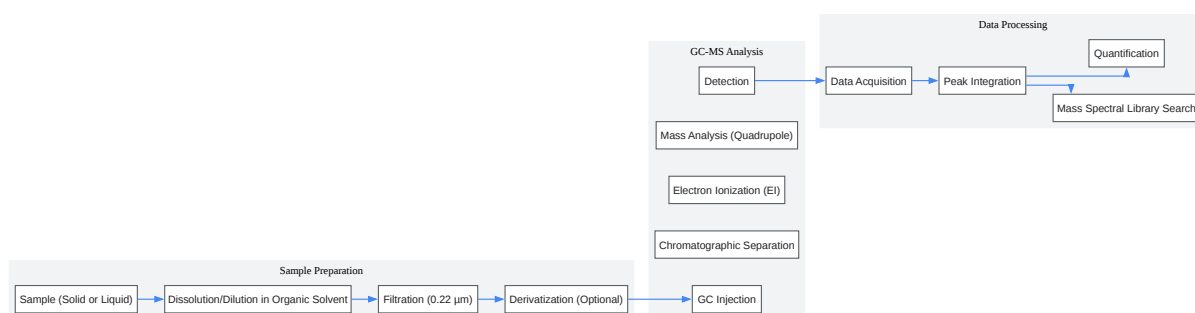 Data Processing
Quantification
Data Acquisition
Peak Integration
Mass Spectral Library Search
GC-MS Analysis
Detection
Mass Analysis (Quadrupole)
Electron Ionization (EI)
Chromatographic Separation
GC Injection
Sample Preparation
Sample (Solid or Liquid)
Dissolution/Dilution in Organic Solvent
Filtration (0.22 µm)
Derivatization (Optional)